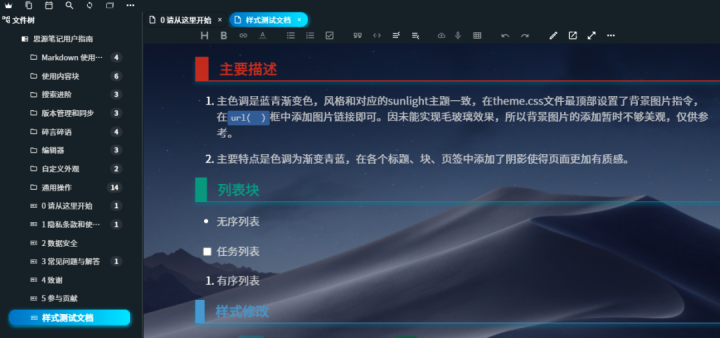 文件树
思源笔记用户指南
Markdown 使用… 4
使用内容块 6
搜索进阶 3
版本管理和同步 3
碎言碎语 4
编辑器 3
自定义外观 2
通用操作 14
0 请从这里开始 1
1 隐私条款和使… 1
2 数据安全
3 常见问题与解答 1
4 致谢
5 参与贡献
样式测试文档
0 请从这里开始 ×
样式测试文档 ×
主要描述
1. 主色调是蓝青渐变色，风格和对应的sunlight主题一致，在theme.css文件最顶部设置了背景图片指令，
在 url( ) 框中添加图片链接即可。因未能实现毛玻璃效果，所以背景图片的添加暂时不够美观，仅供参
考。
2. 主要特点是色调为渐变青蓝，在各个标题、块、页签中添加了阴影使得页面更加有质感。
列表块
无序列表
任务列表
1. 有序列表
样式修改